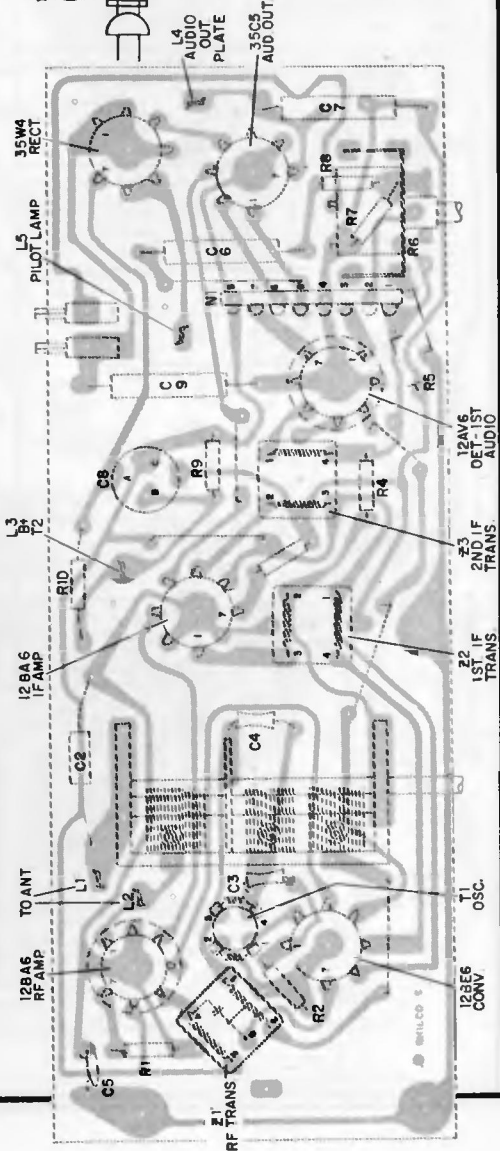 TO ANT
L1
L2
12BA6
RF AMP
C5
R1
Z1
RF TRANS
C3
R2
T1
OSC.
12BE6
CONV.
C2
R10
L3
B+
T2
12BA6
IF AMP
C4
Z2
1ST IF
TRANS
Z3
2ND IF
TRANS
C8
A
B
C
R9
R4
C9
L5
PILOT LAMP
35W4
RECT
L4
AUDIO
OUT
PLATE
35C5
AUD OUT
C6
C7
N1
R8
R7
R6
R5
12AV6
DET-1ST
AUDIO
PHILCO